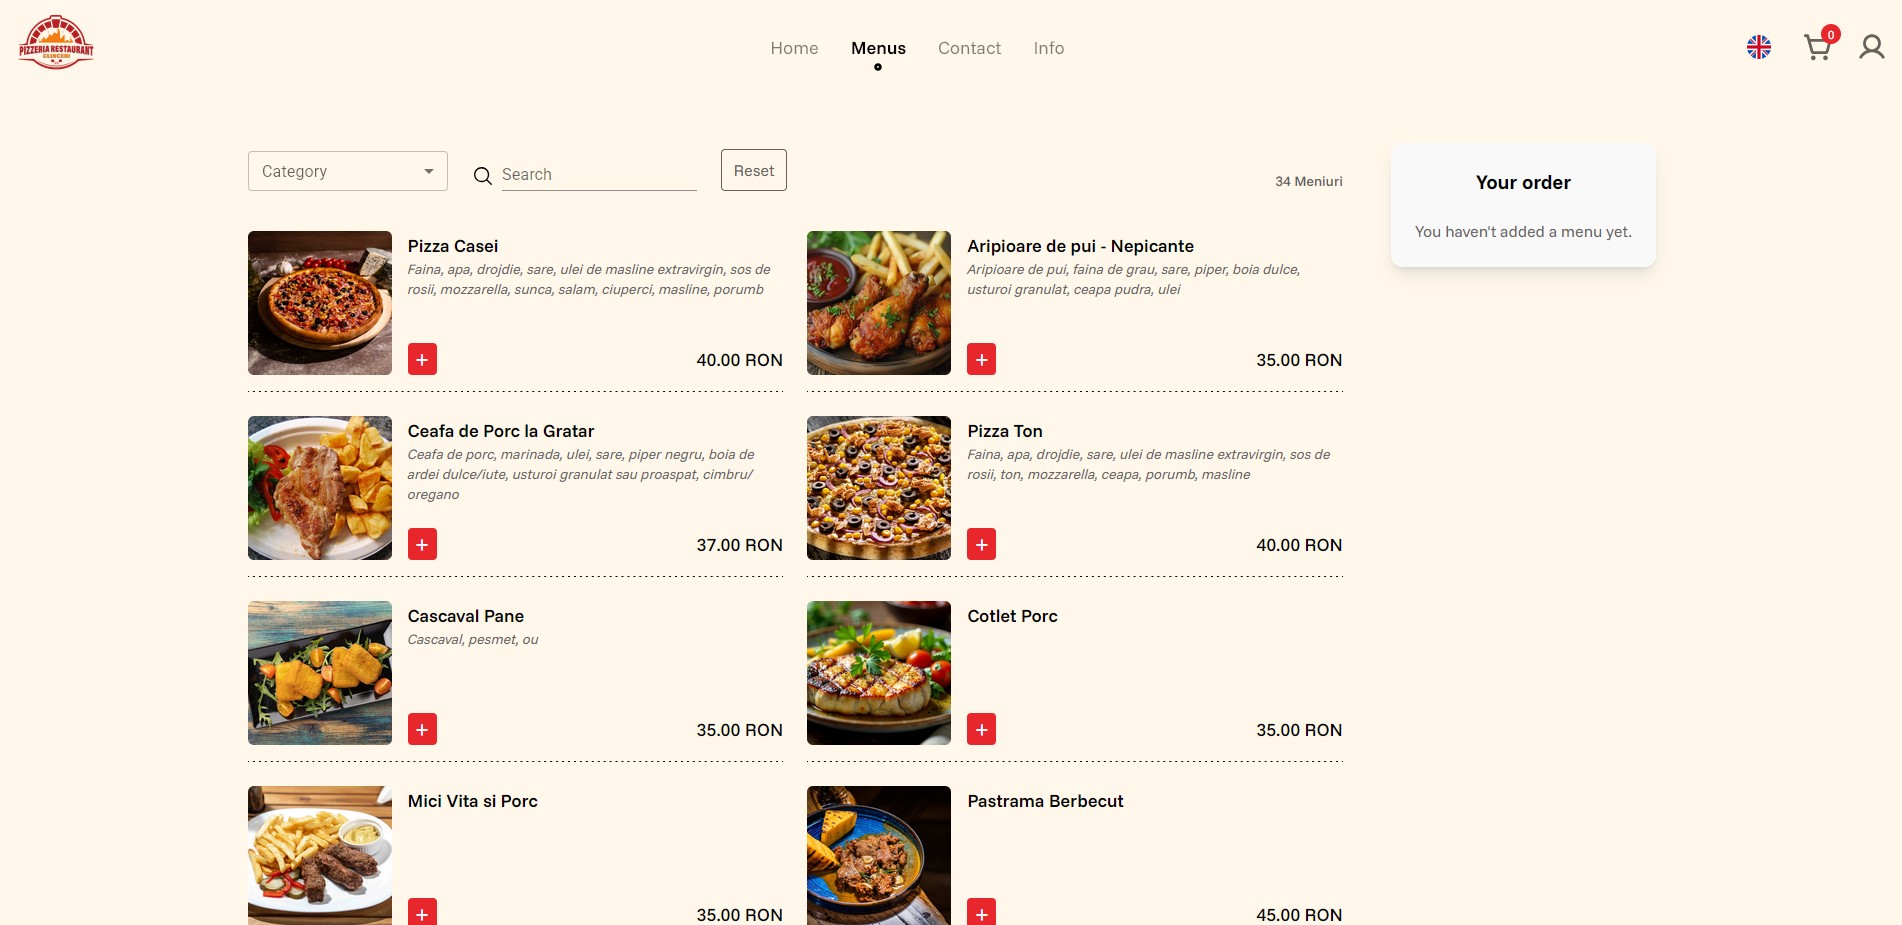 PIZZERIA RESTAURANT
Home
Menus
Contact
Info
0
Category
Search
Reset
34 Meniuri
Your order
You haven't added a menu yet.
Pizza Casei
Faina, apa, drojdie, sare, ulei de masline extravirgin, sos de
rosii, mozzarella, sunca, salam, ciuperci, masline, porumb
40.00 RON
Aripioare de pui - Nepicante
Aripioare de pui, faina de grau, sare, piper, boia dulce,
usturoi granulat, ceapa pudra, ulei
35.00 RON
Ceafa de Porc la Gratar
Ceafa de porc, marinada, ulei, sare, piper negru, boia de
ardei dulce/iute, usturoi granulat sau proaspat, cimbru/
oregano
37.00 RON
Pizza Ton
Faina, apa, drojdie, sare, ulei de masline extravirgin, sos de
rosii, ton, mozzarella, ceapa, porumb, masline
40.00 RON
Cascaval Pane
Cascaval, pesmet, ou
35.00 RON
Cotlet Porc
35.00 RON
Mici Vita si Porc
35.00 RON
Pastrama Berbecut
45.00 RON